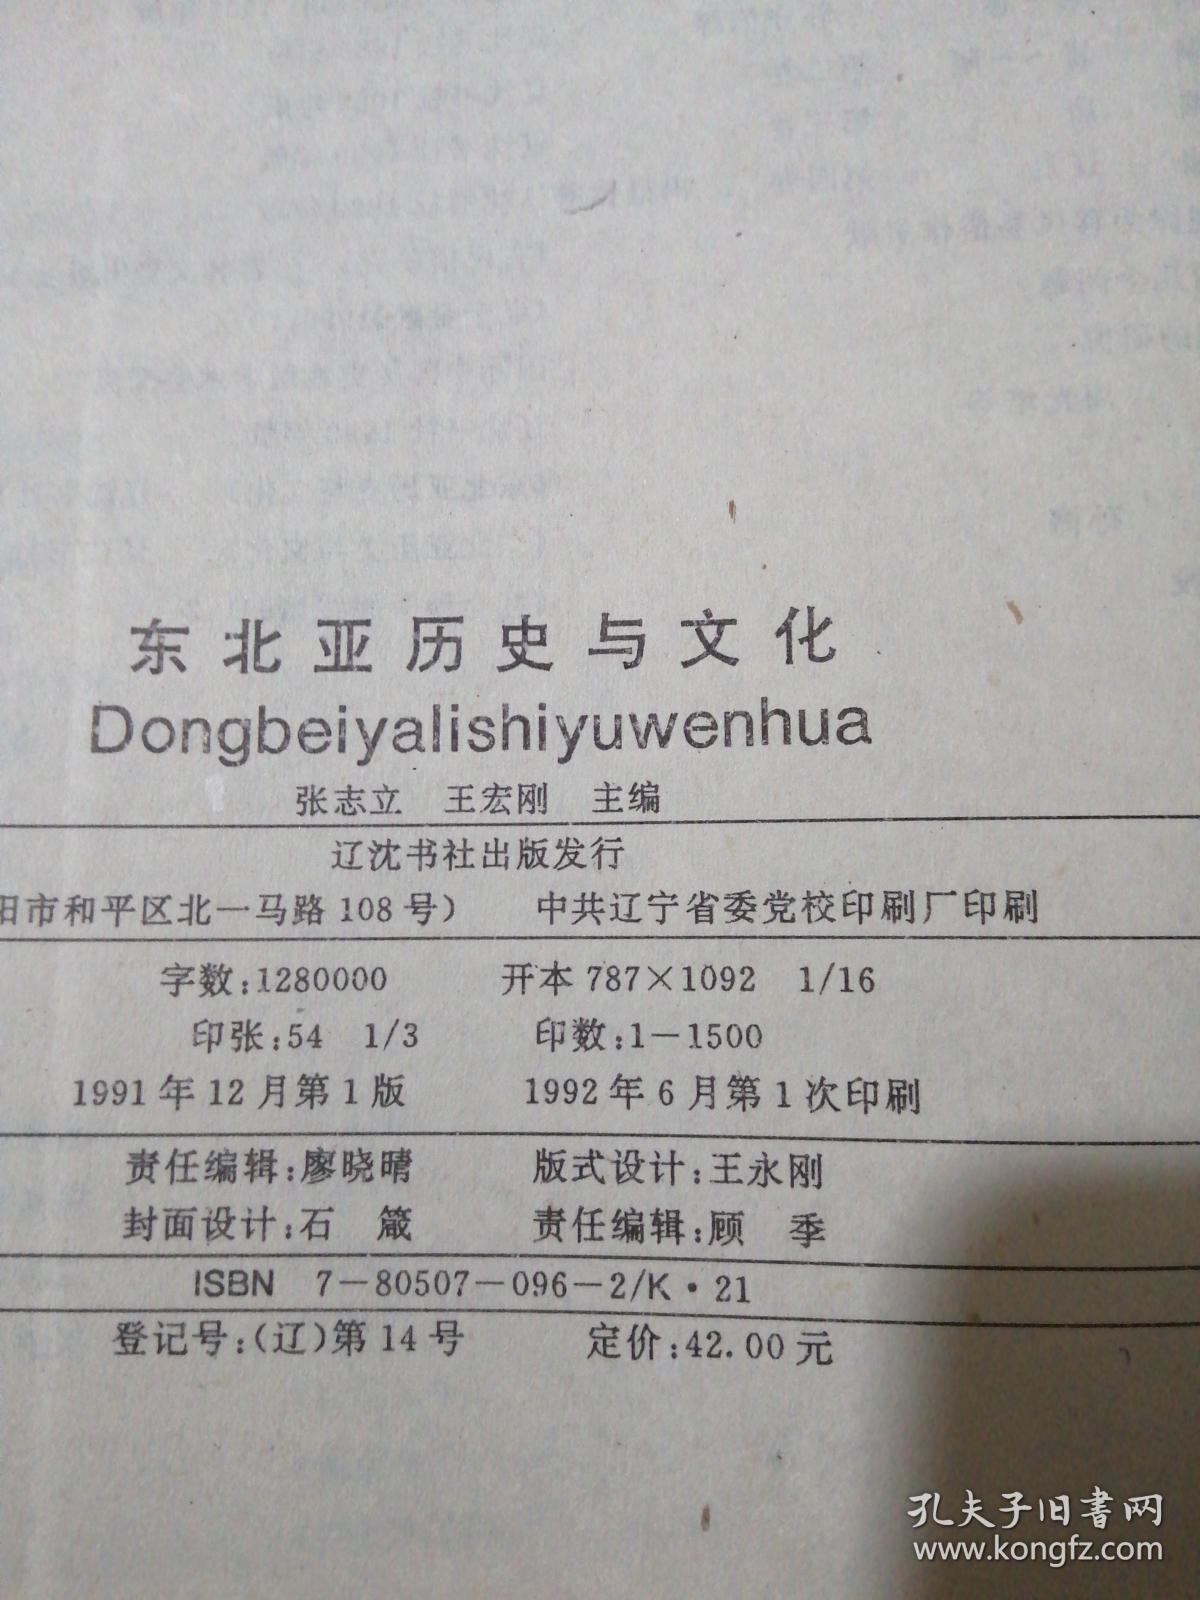 东北亚历史与文化
Dongbeiyalishiyuwenhua
张志立 王宏刚 主编
辽沈书社出版发行
阳市和平区北一马路108号) 中共辽宁省委党校印刷厂印刷
字数:1280000 开本 787×1092 1/16
印张:54 1/3 印数:1－1500
1991年12月第1版 1992年6月第1次印刷
责任编辑:廖晓晴 版式设计:王永刚
封面设计:石 箴 责任编辑:顾 季
ISBN 7－80507－096－2/K·21
登记号:(辽)第14号 定价:42.00元
孔夫子旧书网
www.kongfz.com